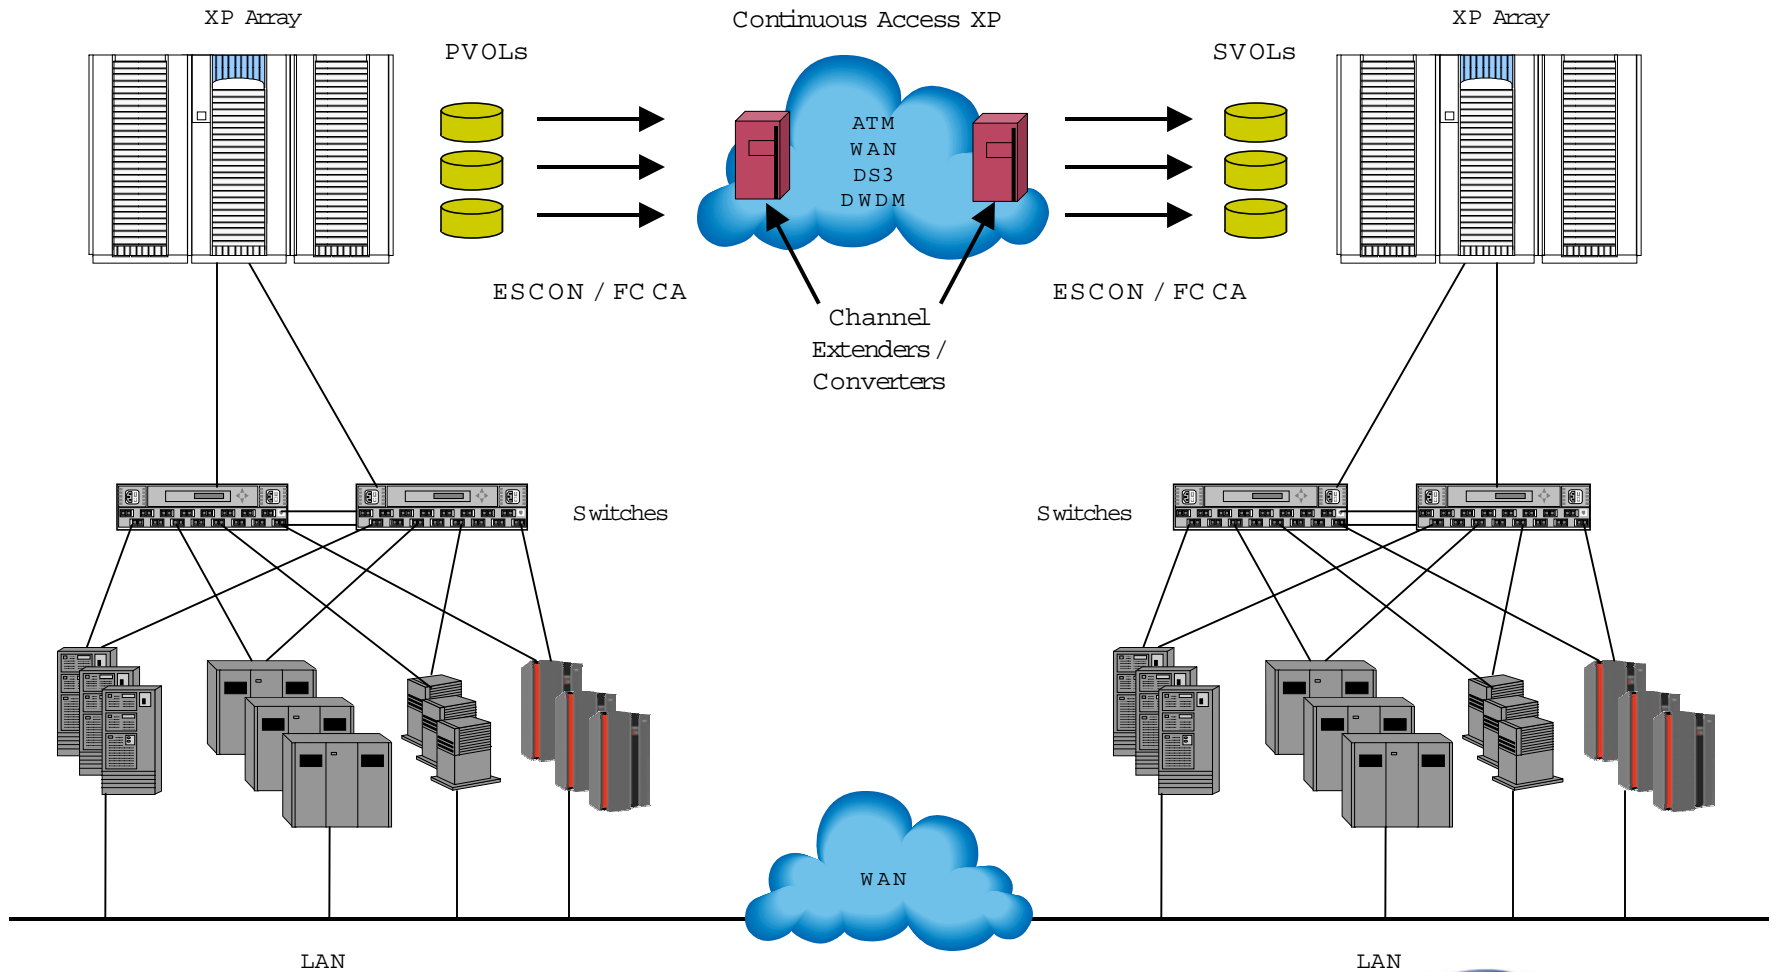 XP Array
Continuous Access XP
XP Array
PVOLs
SVOLs
ATM
WAN
DS3
DWDM
ESCON / FC CA
ESCON / FC CA
Channel
Extenders /
Converters
Switches
Switches
WAN
LAN
LAN